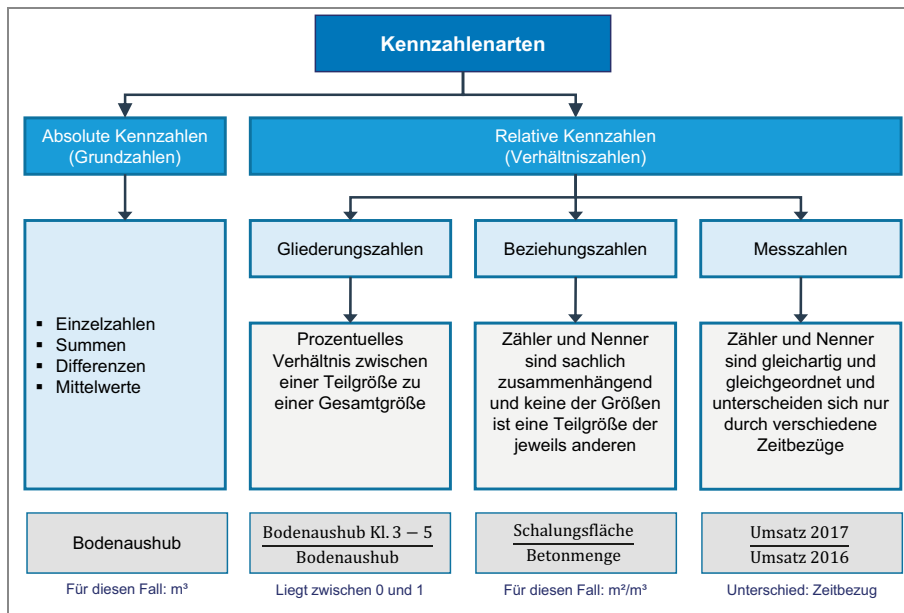 Kennzahlenarten
Absolute Kennzahlen
(Grundzahlen)
Relative Kennzahlen
(Verhältniszahlen)
Gliederungszahlen
Beziehungszahlen
Messzahlen
▪ Einzelzahlen
▪ Summen
▪ Differenzen
▪ Mittelwerte
Prozentuelles
Verhältnis zwischen
einer Teilgröße zu
einer Gesamtgröße
Zähler und Nenner
sind sachlich
zusammenhängend
und keine der Größen
ist eine Teilgröße der
jeweils anderen
Zähler und Nenner
sind gleichartig und
gleichgeordnet und
unterscheiden sich nur
durch verschiedene
Zeitbezüge
Bodenaushub
Bodenaushub Kl. 3 − 5
Bodenaushub
Schalungsfläche
Betonmenge
Umsatz 2017
Umsatz 2016
Für diesen Fall: m³
Liegt zwischen 0 und 1
Für diesen Fall: m²/m³
Unterschied: Zeitbezug